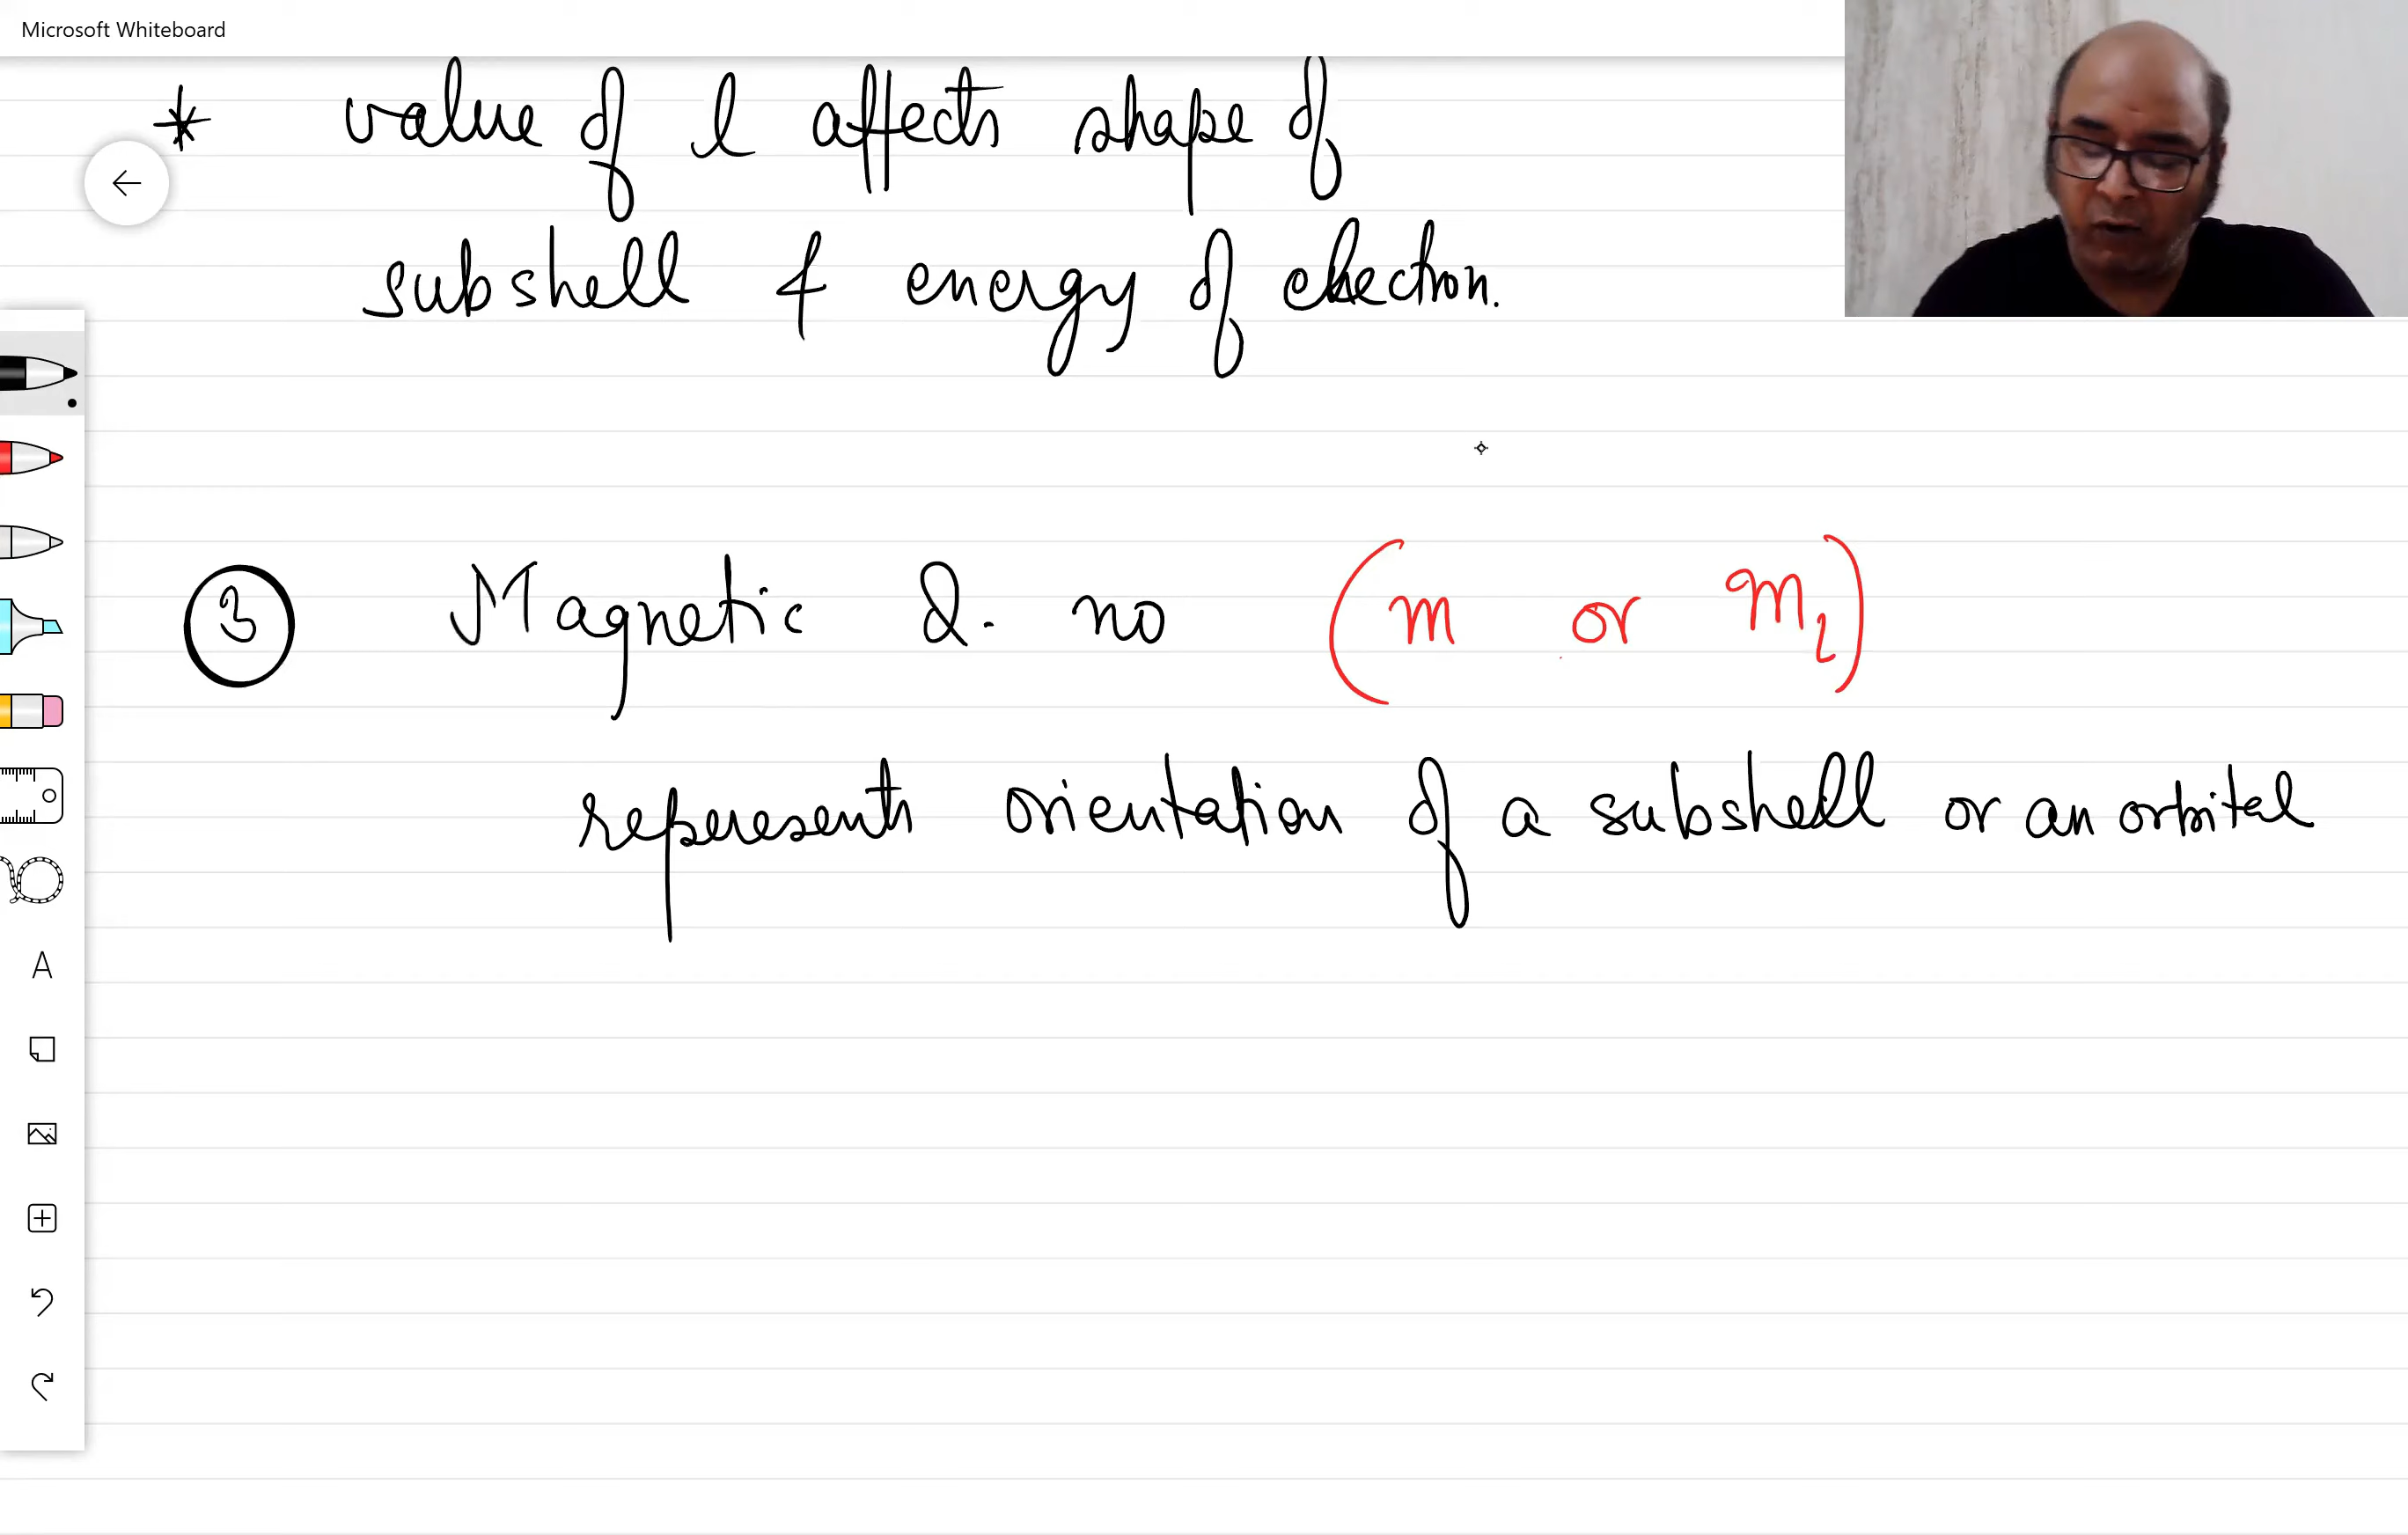 Microsoft Whiteboard
* value of l affects shape of
subshell & energy of electron.
③ Magnetic Q. no (m or mₗ)
reperesents orientation of a subshell or an orbital
A